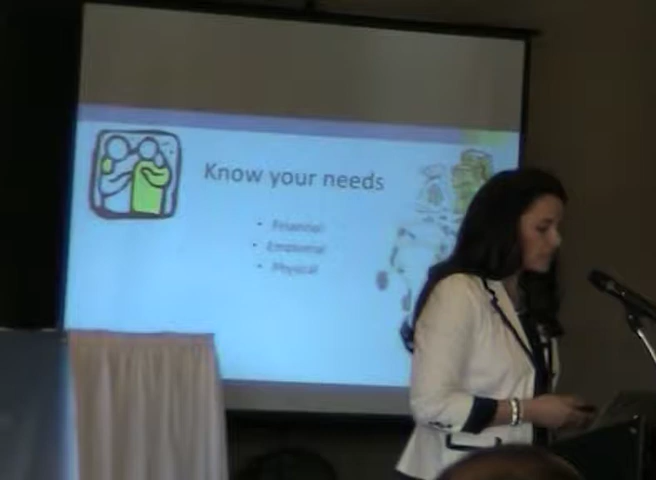 Know your needs
• Financial
• Emotional
• Physical